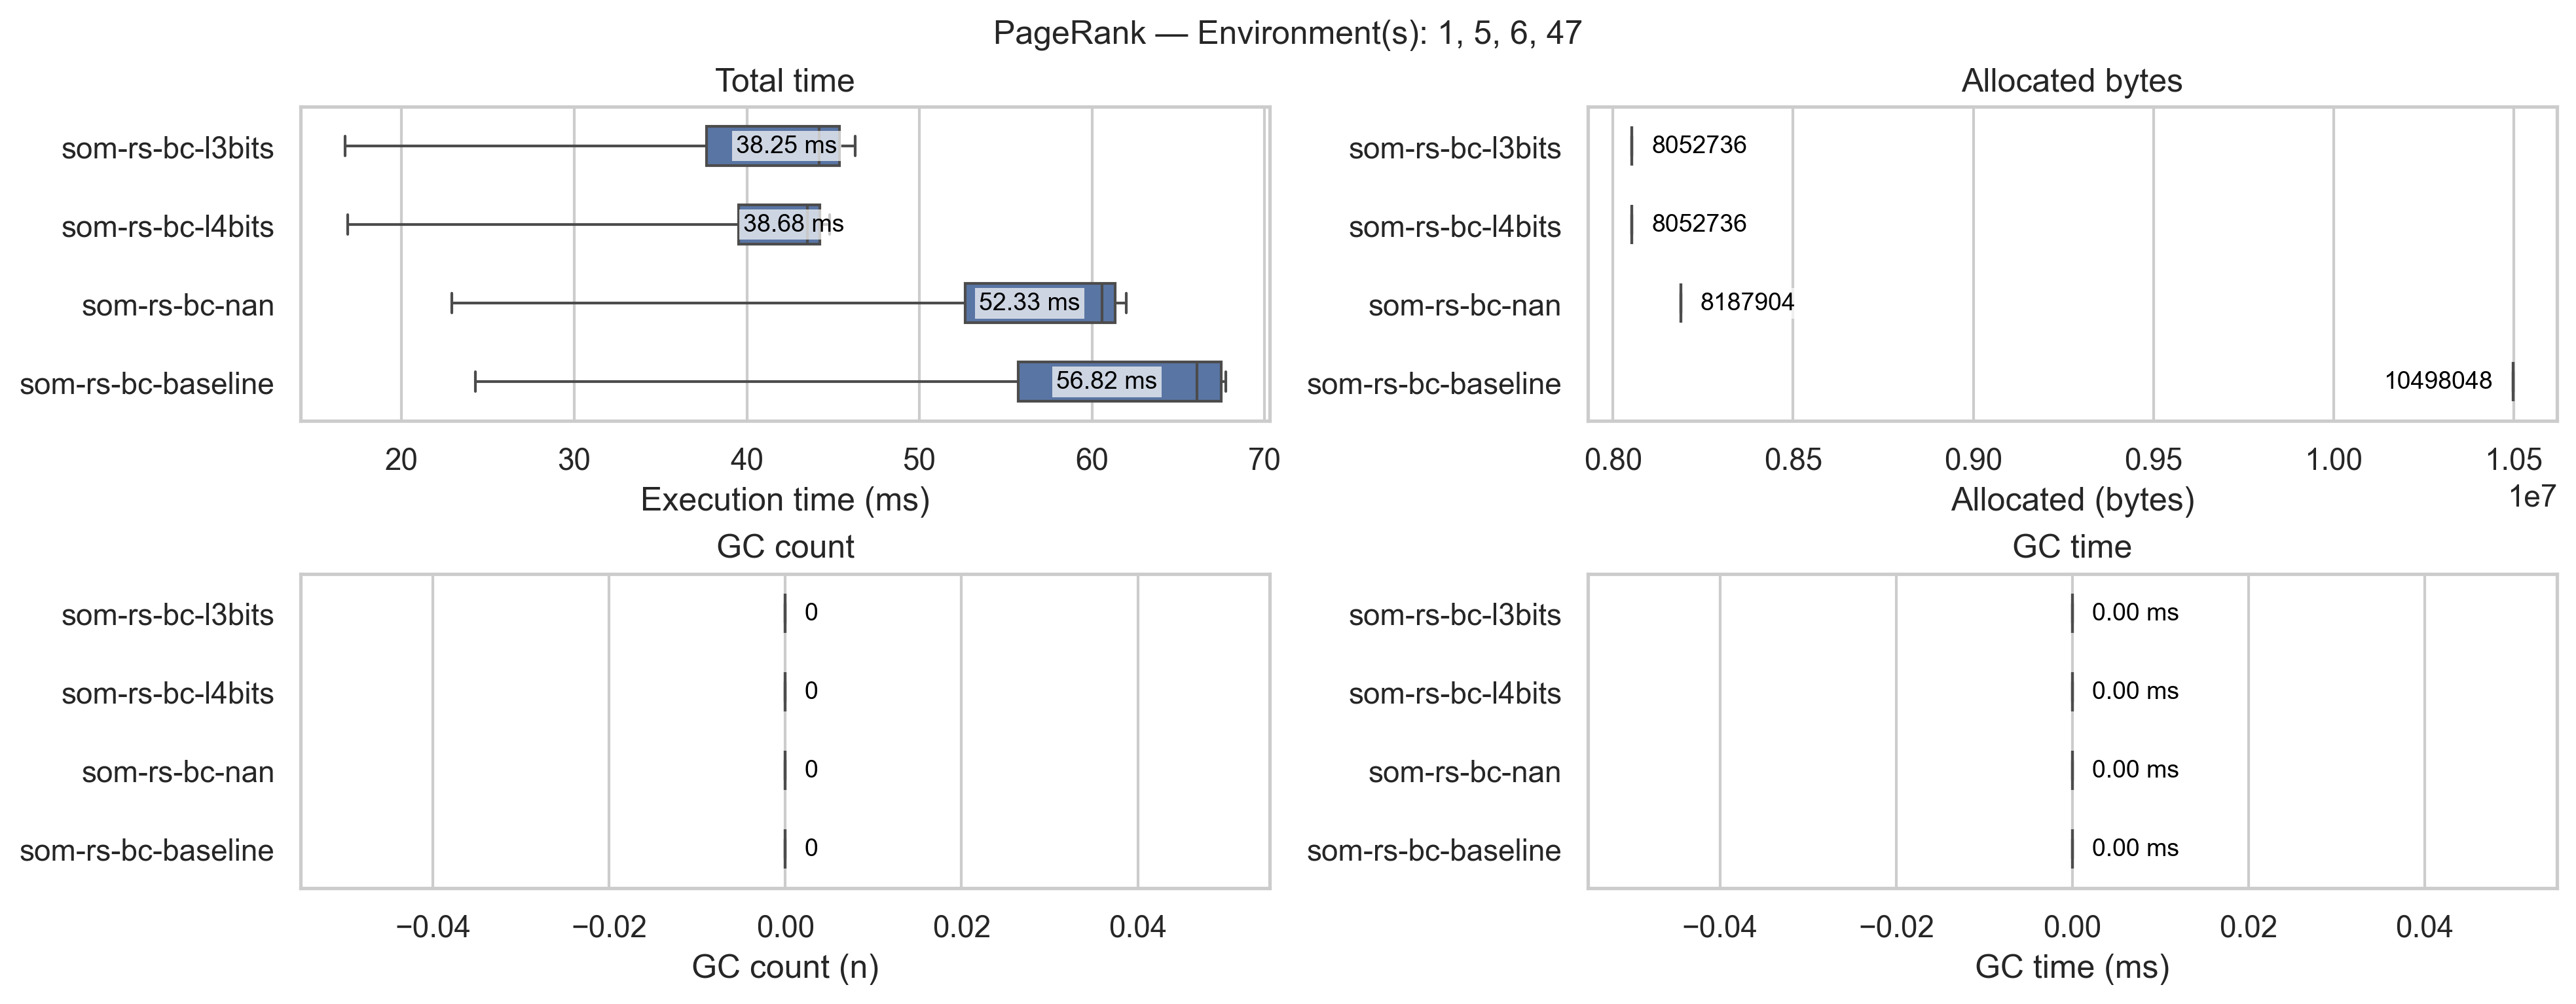 PageRank — Environment(s): 1, 5, 6, 47
Total time
som-rs-bc-l3bits
38.25 ms
som-rs-bc-l4bits
38.68 ms
som-rs-bc-nan
52.33 ms
som-rs-bc-baseline
56.82 ms
20 30 40 50 60 70
Execution time (ms)
Allocated bytes
som-rs-bc-l3bits
8052736
som-rs-bc-l4bits
8052736
som-rs-bc-nan
8187904
som-rs-bc-baseline
10498048
0.80 0.85 0.90 0.95 1.00 1.05
1e7
Allocated (bytes)
GC count
som-rs-bc-l3bits
0
som-rs-bc-l4bits
0
som-rs-bc-nan
0
som-rs-bc-baseline
0
−0.04 −0.02 0.00 0.02 0.04
GC count (n)
GC time
som-rs-bc-l3bits
0.00 ms
som-rs-bc-l4bits
0.00 ms
som-rs-bc-nan
0.00 ms
som-rs-bc-baseline
0.00 ms
−0.04 −0.02 0.00 0.02 0.04
GC time (ms)